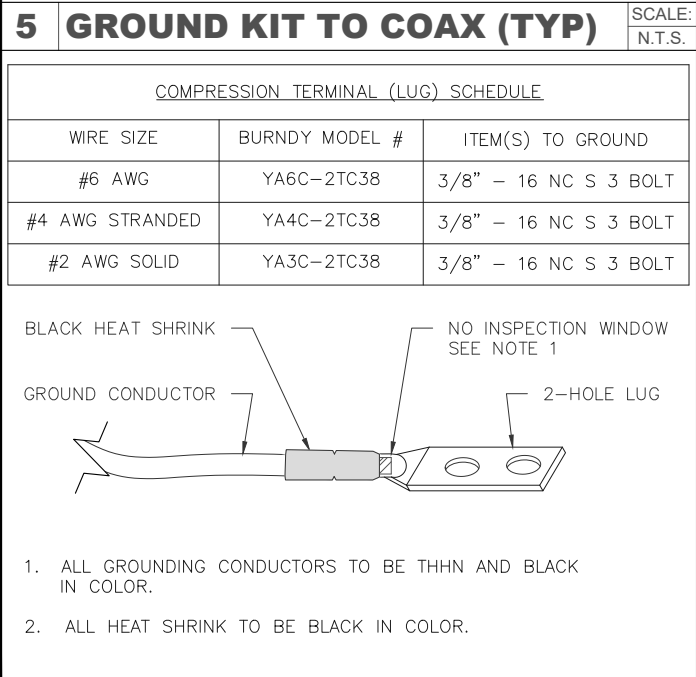 5 GROUND KIT TO COAX (TYP) SCALE:
N.T.S.
COMPRESSION TERMINAL (LUG) SCHEDULE
WIRE SIZE BURNDY MODEL # ITEM(S) TO GROUND
#6 AWG YA6C-2TC38 3/8" - 16 NC S 3 BOLT
#4 AWG STRANDED YA4C-2TC38 3/8" - 16 NC S 3 BOLT
#2 AWG SOLID YA3C-2TC38 3/8" - 16 NC S 3 BOLT
BLACK HEAT SHRINK
NO INSPECTION WINDOW
SEE NOTE 1
GROUND CONDUCTOR
2-HOLE LUG
1. ALL GROUNDING CONDUCTORS TO BE THHN AND BLACK
IN COLOR.
2. ALL HEAT SHRINK TO BE BLACK IN COLOR.